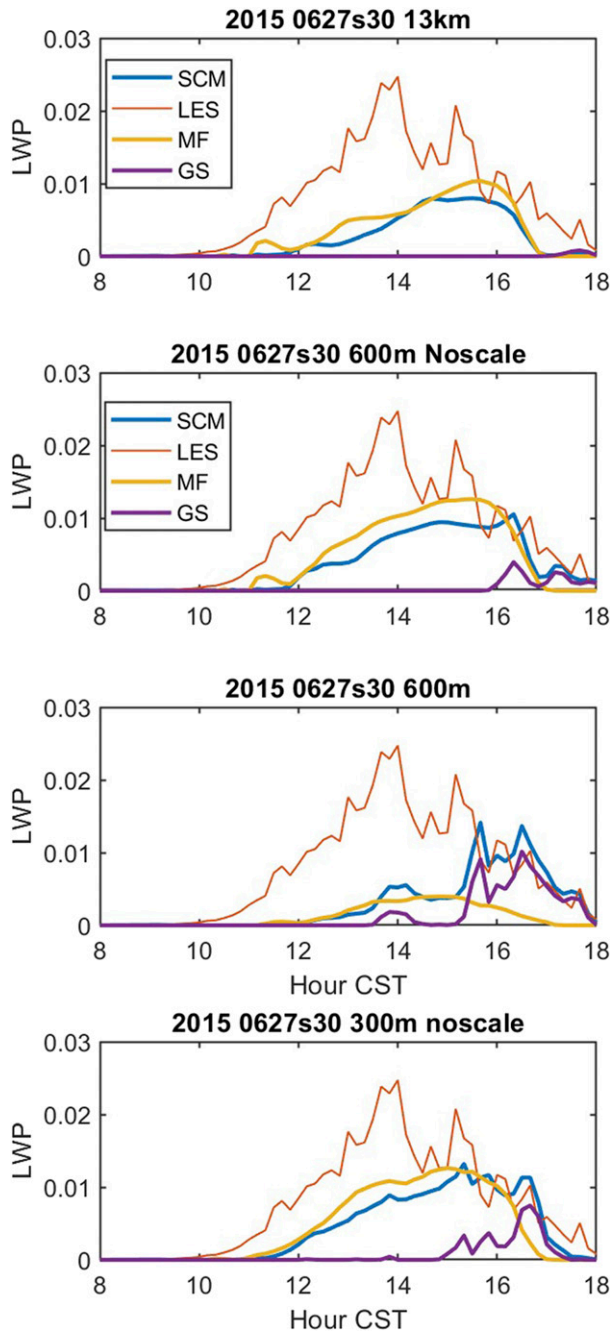 2015 0627s30 13km
0.03
SCM
LES
0.02
MF
LWP
GS
0.01
0
8 10 12 14 16 18
2015 0627s30 600m Noscale
0.03
SCM
LES
0.02
MF
LWP
GS
0.01
0
8 10 12 14 16 18
2015 0627s30 600m
0.03
0.02
LWP
0.01
0
8 10 12 14 16 18
Hour CST
2015 0627s30 300m noscale
0.03
0.02
LWP
0.01
0
8 10 12 14 16 18
Hour CST